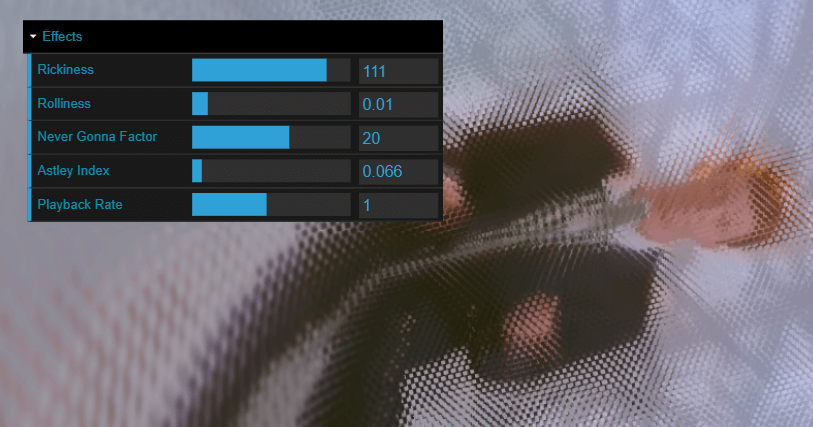 Effects
Rickiness 111
Rolliness 0.01
Never Gonna Factor 20
Astley Index 0.066
Playback Rate 1